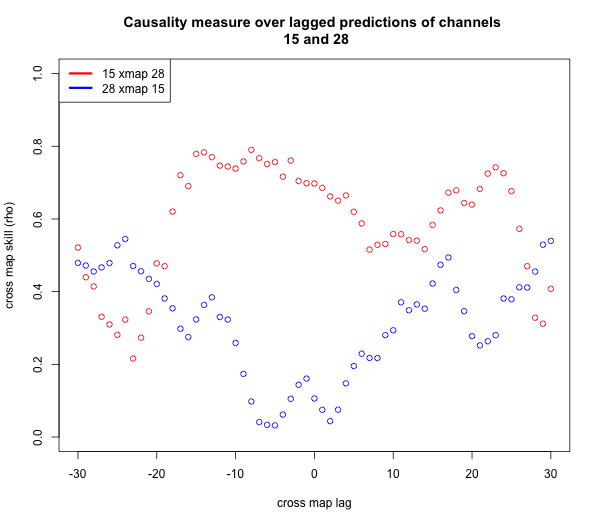 Causality measure over lagged predictions of channels
15 and 28
15 xmap 28
28 xmap 15
cross map skill (rho)
1.0
0.8
0.6
0.4
0.2
0.0
-30 -20 -10 0 10 20 30
cross map lag